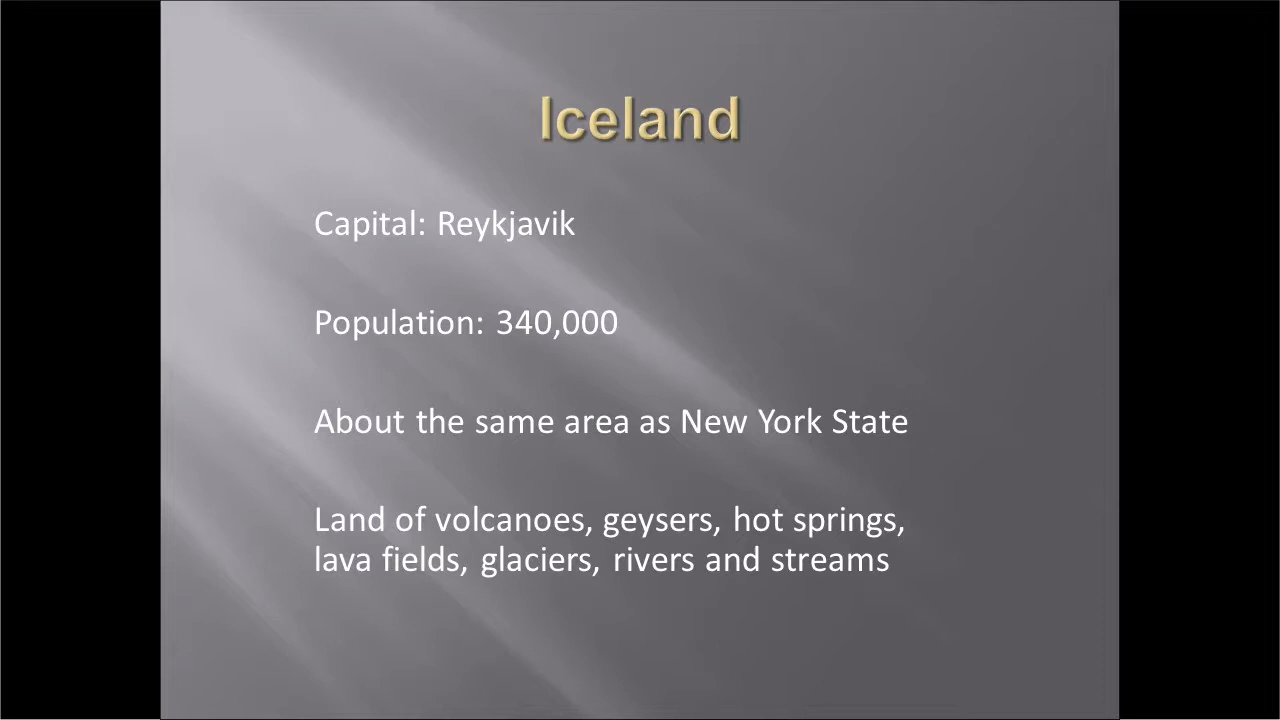 Iceland
Capital: Reykjavik
Population: 340,000
About the same area as New York State
Land of volcanoes, geysers, hot springs,
lava fields, glaciers, rivers and streams